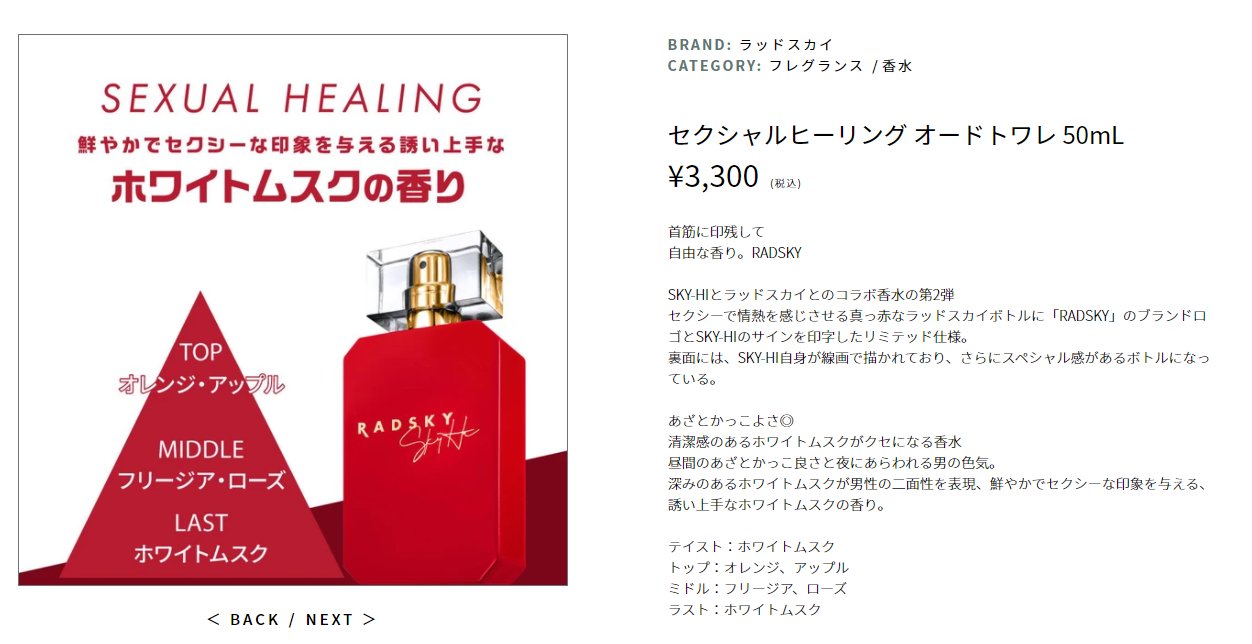 SEXUAL HEALING
鮮やかでセクシーな印象を与える誘い上手な
ホワイトムスクの香り
TOP
オレンジ・アップル
MIDDLE
フリージア・ローズ
LAST
ホワイトムスク
RADSKY
Sky-Hi
< BACK / NEXT >
BRAND: ラッドスカイ
CATEGORY: フレグランス / 香水
セクシャルヒーリング オードトワレ 50mL
¥3,300 (税込)
首筋に印残して
自由な香り。RADSKY
SKY-HIとラッドスカイとのコラボ香水の第2弾
セクシーで情熱を感じさせる真っ赤なラッドスカイボトルに「RADSKY」のブランドロ
ゴとSKY-HIのサインを印字したリミテッド仕様。
裏面には、SKY-HI自身が線画で描かれており、さらにスペシャル感があるボトルになっ
ている。
あざとかっこよさ◎
清潔感のあるホワイトムスクがクセになる香水
昼間のあざとかっこ良さと夜にあらわれる男の色気。
深みのあるホワイトムスクが男性の二面性を表現、鮮やかでセクシーな印象を与える、
誘い上手なホワイトムスクの香り。
テイスト：ホワイトムスク
トップ：オレンジ、アップル
ミドル：フリージア、ローズ
ラスト：ホワイトムスク